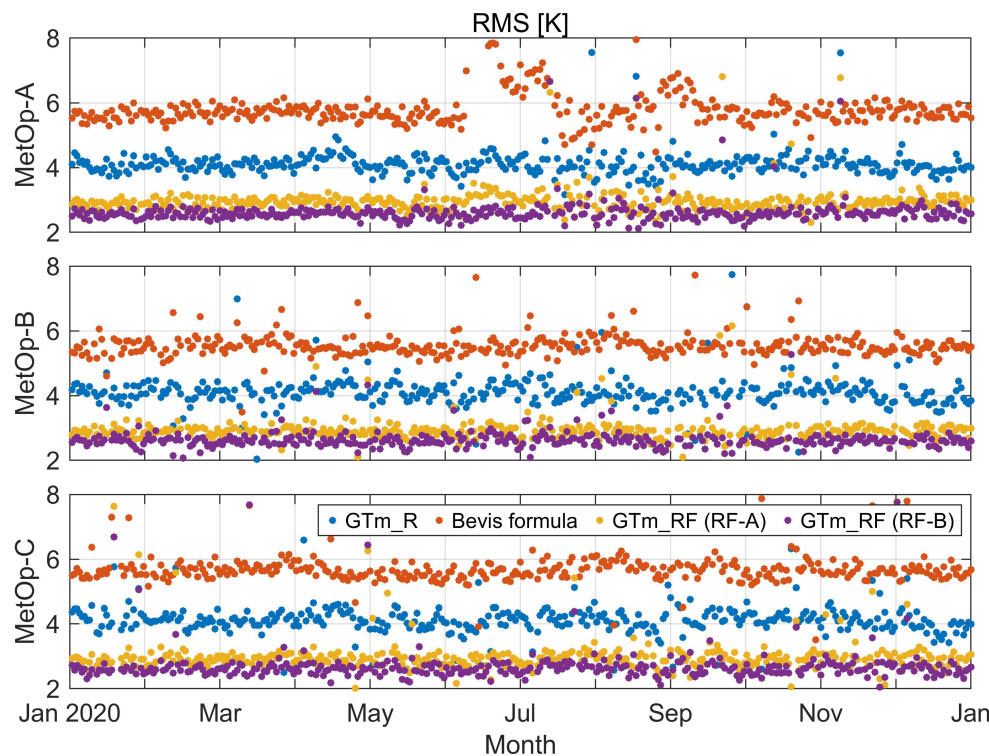 RMS [K]
MetOp-A
8
6
4
2
MetOp-B
8
6
4
2
MetOp-C
8
6
4
2
GTm_R Bevis formula GTm_RF (RF-A) GTm_RF (RF-B)
Jan 2020 Mar May Jul Sep Nov Jan
Month